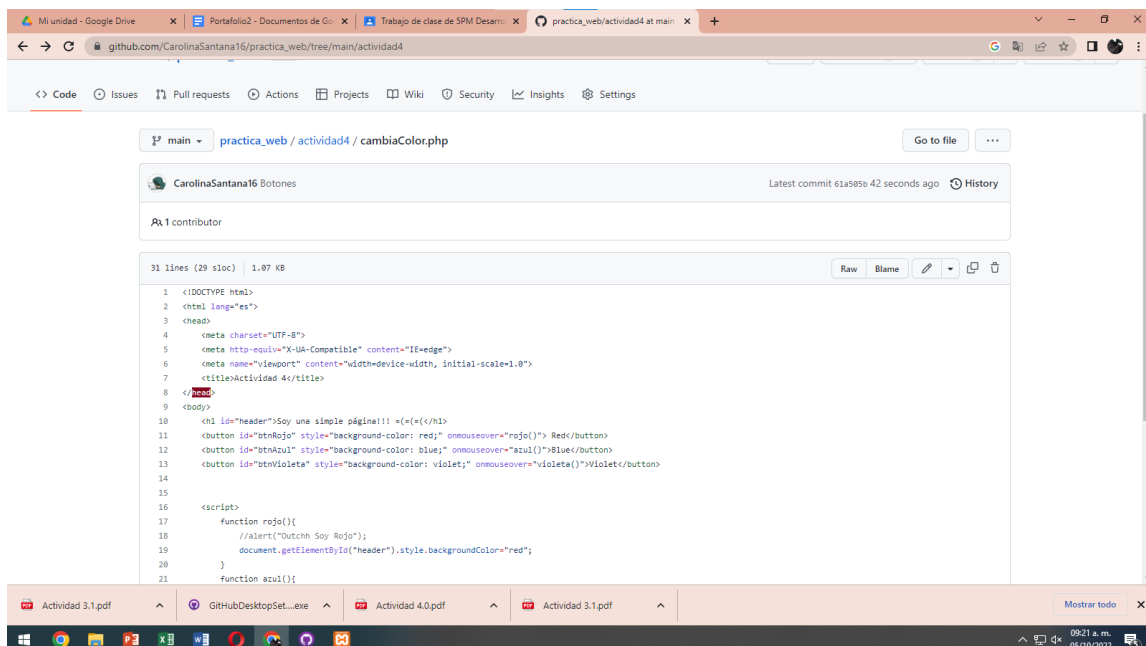 Mi unidad - Google Drive
Portafolio2 - Documentos de Go
Trabajo de clase de 5PM Desarro
practica_web/actividad4 at main
github.com/CarolinaSantana16/practica_web/tree/main/actividad4
<> Code
Issues
Pull requests
Actions
Projects
Wiki
Security
Insights
Settings
main
practica_web / actividad4 / cambiaColor.php
Go to file
CarolinaSantana16 Botones
Latest commit 61a505b 42 seconds ago
History
1 contributor
31 lines (29 sloc) 1.07 KB
Raw
Blame
1 <!DOCTYPE html>
2 <html lang="es">
3 <head>
4 <meta charset="UTF-8">
5 <meta http-equiv="X-UA-Compatible" content="IE=edge">
6 <meta name="viewport" content="width=device-width, initial-scale=1.0">
7 <title>Actividad 4</title>
8 </head>
9 <body>
10 <h1 id="header">Soy una simple página!!! =(=(=(</h1>
11 <button id="btnRojo" style="background-color: red;" onmouseover="rojo()"> Red</button>
12 <button id="btnAzul" style="background-color: blue;" onmouseover="azul()">Blue</button>
13 <button id="btnVioleta" style="background-color: violet;" onmouseover="violeta()">Violet</button>
14
15
16 <script>
17 function rojo(){
18 //alert("Outchh Soy Rojo");
19 document.getElementById("header").style.backgroundColor="red";
20 }
21 function azul(){
Actividad 3.1.pdf
GitHubDesktopSet....exe
Actividad 4.0.pdf
Actividad 3.1.pdf
Mostrar todo
09:21 a. m.
05/10/2022